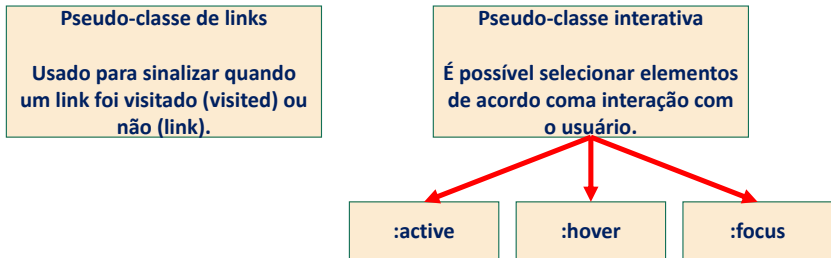 Pseudo-classe de links
Usado para sinalizar quando
um link foi visitado (visited) ou
não (link).
Pseudo-classe interativa
É possível selecionar elementos
de acordo coma interação com
o usuário.
:active
:hover
:focus